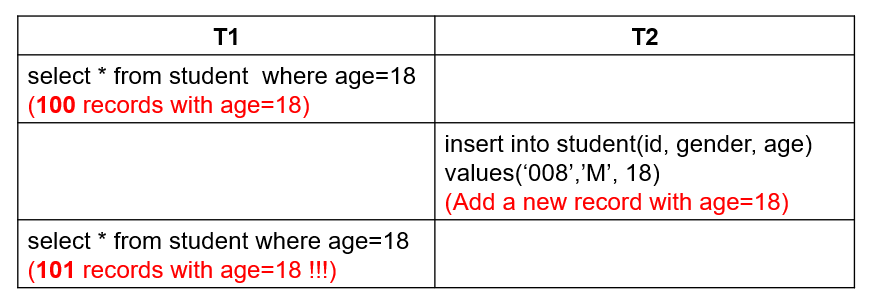 T1
T2
select * from student  where age=18
(100 records with age=18)
insert into student(id, gender, age)
values(‘008’,’M’, 18)
(Add a new record with age=18)
select * from student where age=18
(101 records with age=18 !!!)